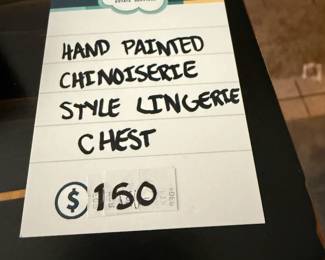 HAND PAINTED
CHINOISERIE
STYLE LINGERIE
CHEST
$ 150